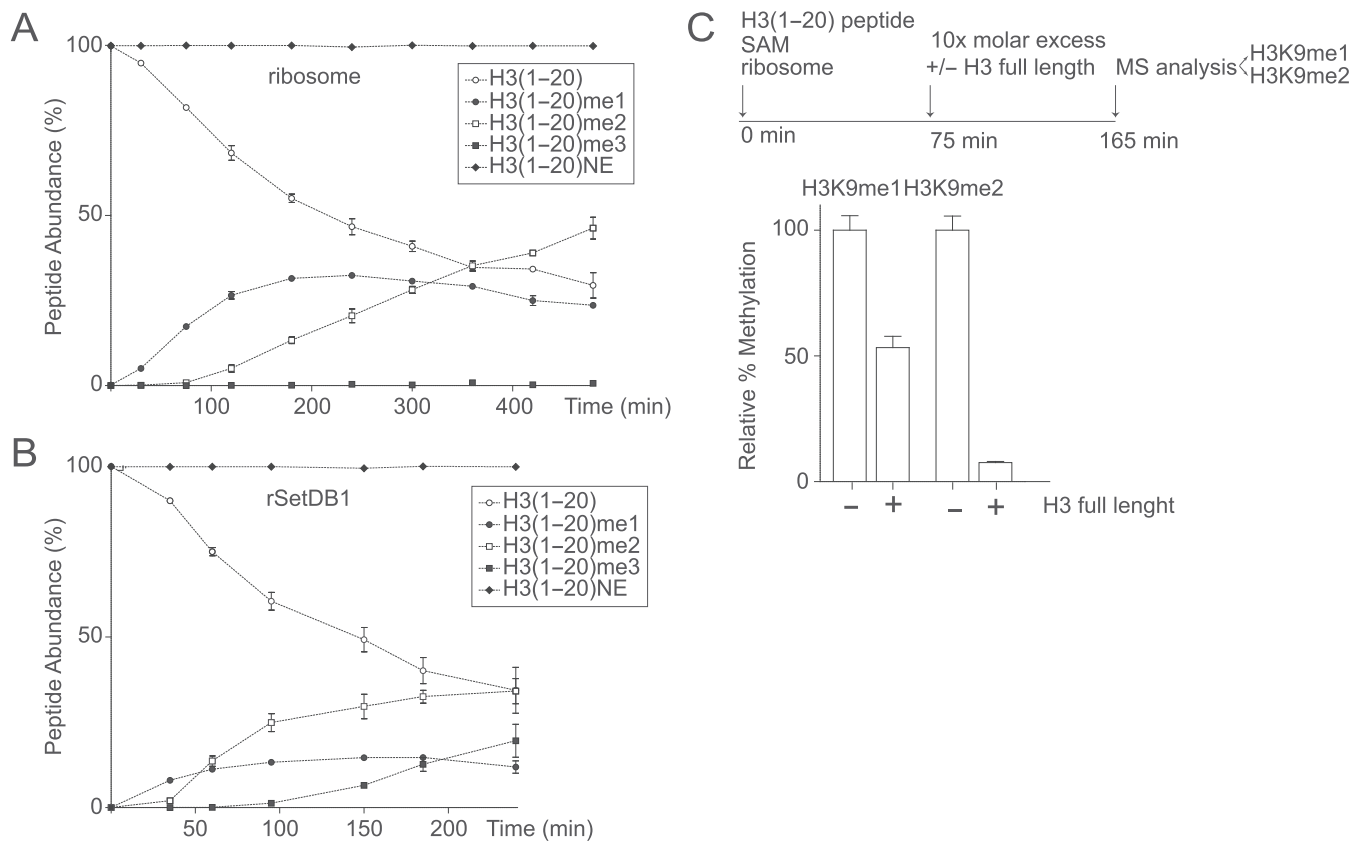 A
100
ribosome
H3(1–20)
H3(1–20)me1
H3(1–20)me2
H3(1–20)me3
H3(1–20)NE
Peptide Abundance (%)
50
0
100
200
300
400
Time (min)
B
100
rSetDB1
H3(1–20)
H3(1–20)me1
H3(1–20)me2
H3(1–20)me3
H3(1–20)NE
Peptide Abundance (%)
50
0
50
100
150
200
Time (min)
C
H3(1–20) peptide
SAM
ribosome
10x molar excess
+/– H3 full length
MS analysis
H3K9me1
H3K9me2
0 min
75 min
165 min
H3K9me1
H3K9me2
100
50
0
Relative % Methylation
– + – + H3 full lenght